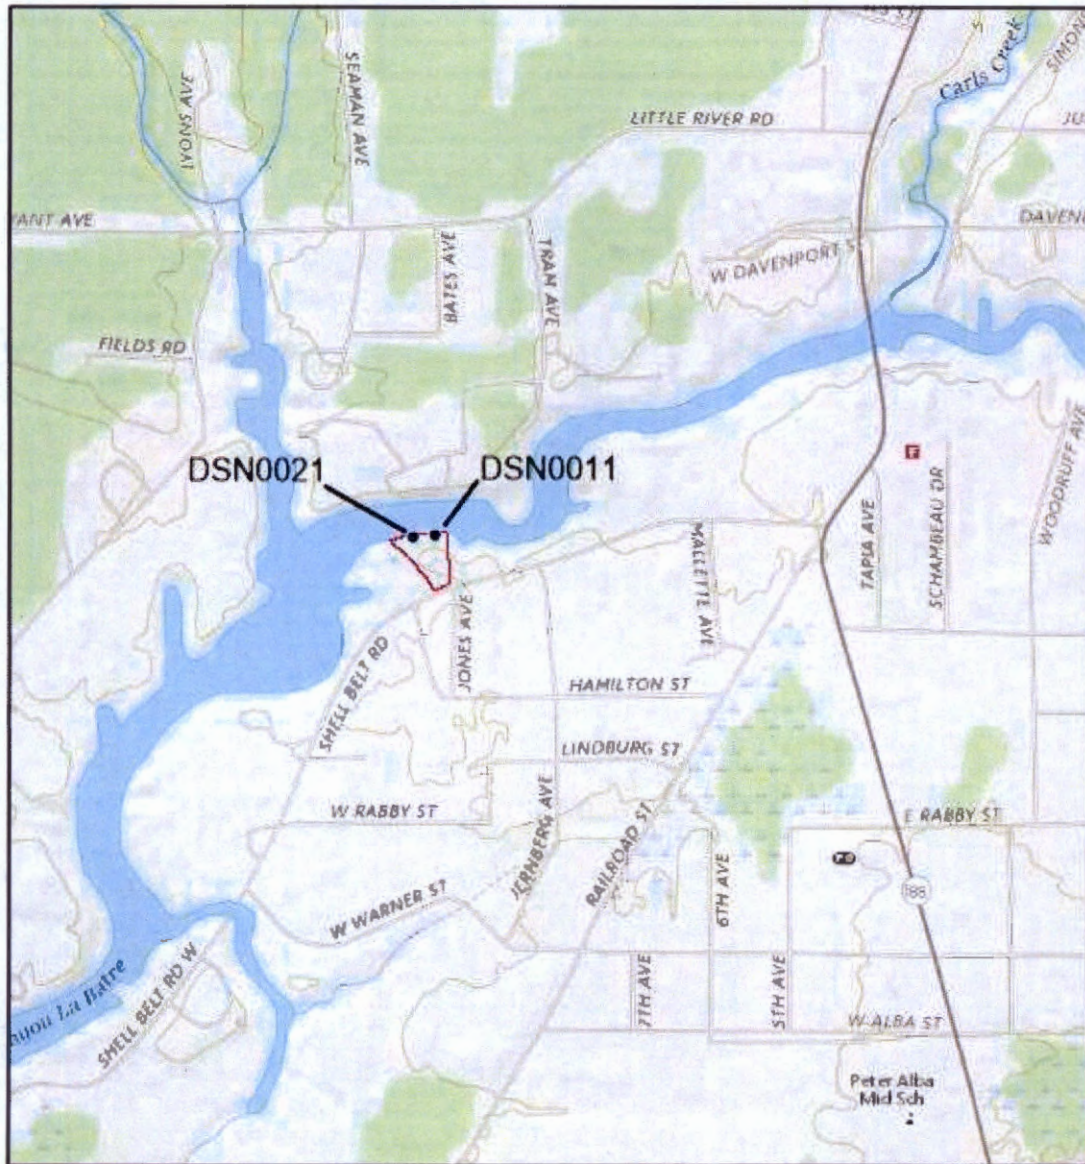 Carls Creek
SIMON
LYONS AVE
SEAMAN AVE
LITTLE RIVER RD
JU
VANT AVE
BATES AVE
TRAN AVE
W DAVENPORT S
DAVEN
FIELDS RD
WOODRUFF AVE
DSN0021
DSN0011
F
TAPIA AVE
SCHAMBEAU DR
MALLETTE AVE
JONES AVE
SHELL BELT RD
HAMILTON ST
LINDBURG ST
W RABBY ST
JERNBERG AVE
RAILROAD ST
E RABBY ST
188
6TH AVE
W WARNER ST
SHELL BELT RD W
ayou La Batre
7TH AVE
5TH AVE
W ALBA ST
Peter Alba
Mid Sch